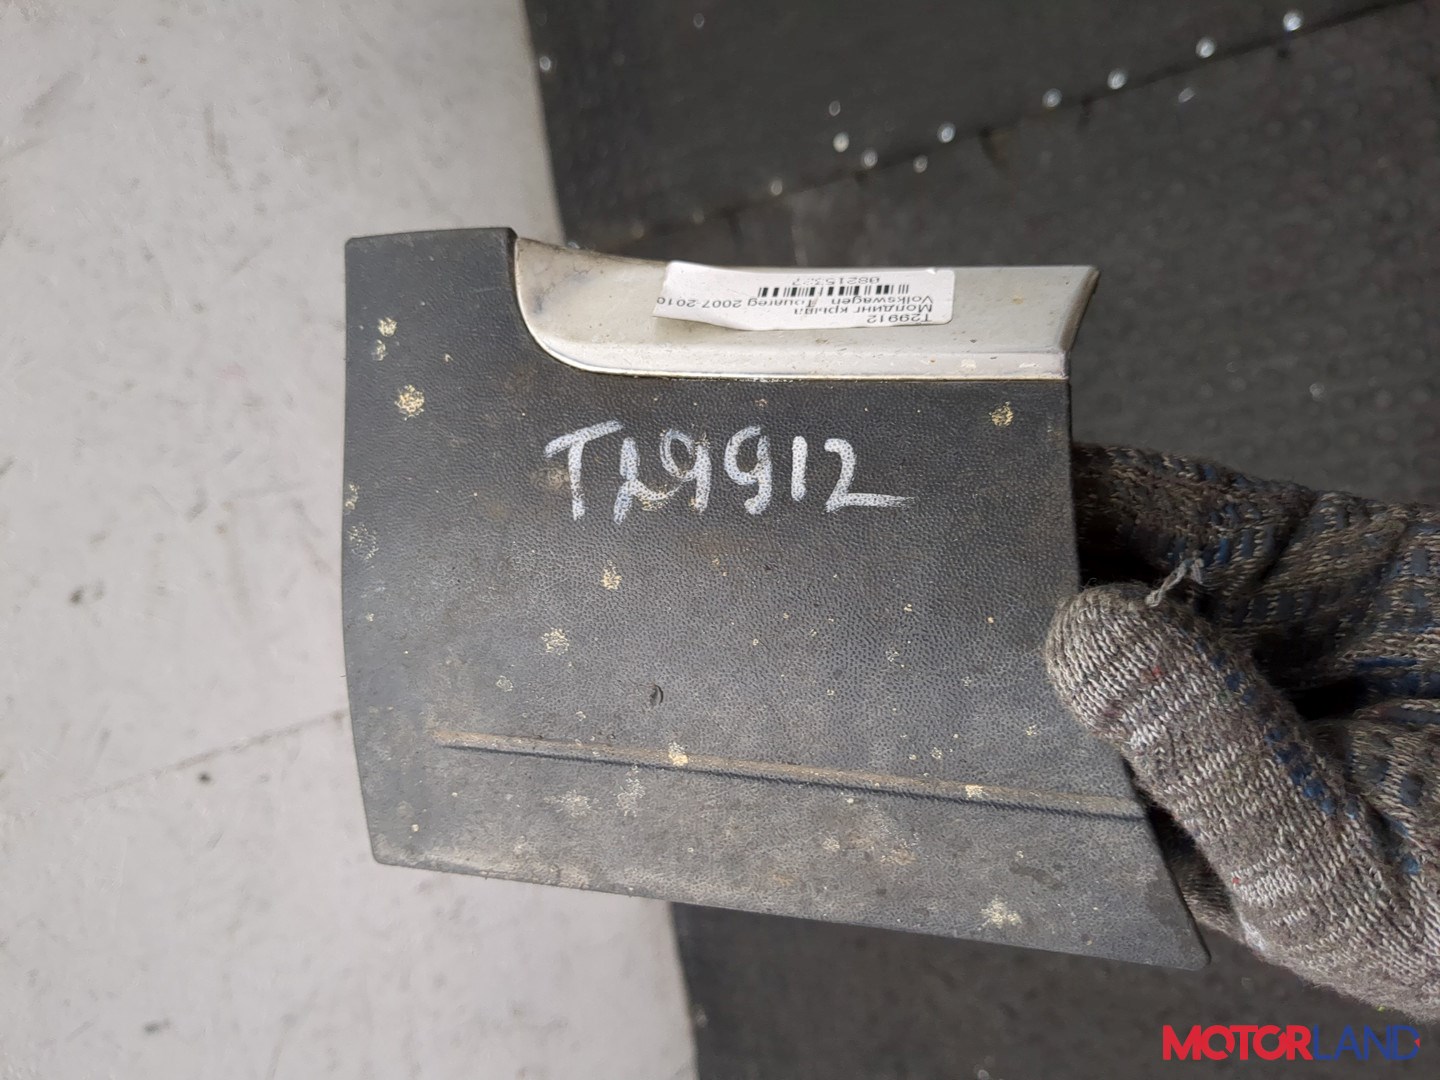 T29912
T29912
Молдинг крыла
Volkswagen Touareg 2007-2010
MOTORLAND